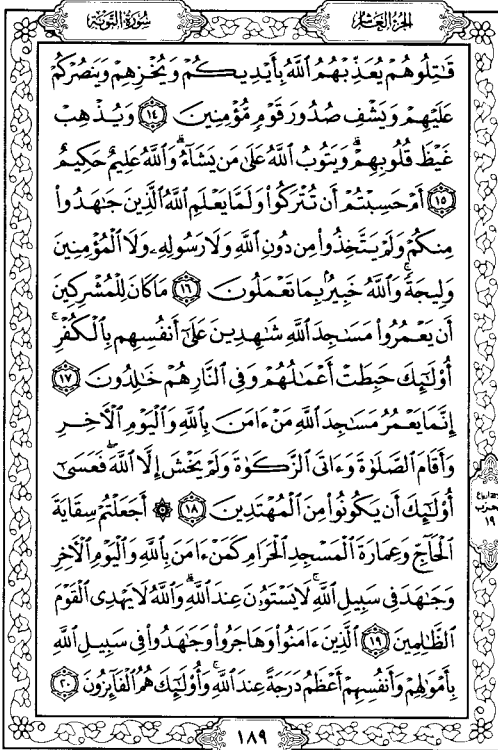 الجزء العاشر
سورة التوبة
قَٰتِلُوهُمْ يُعَذِّبْهُمُ ٱللَّهُ بِأَيْدِيكُمْ وَيُخْزِهِمْ وَيَنصُرْكُمْ
عَلَيْهِمْ وَيَشْفِ صُدُورَ قَوْمٍ مُّؤْمِنِينَ ١٤ وَيُذْهِبْ
غَيْظَ قُلُوبِهِمْ ۗ وَيَتُوبُ ٱللَّهُ عَلَىٰ مَن يَشَآءُ ۗ وَٱللَّهُ عَلِيمٌ حَكِيمٌ
١٥ أَمْ حَسِبْتُمْ أَن تُتْرَكُوا۟ وَلَمَّا يَعْلَمِ ٱللَّهُ ٱلَّذِينَ جَٰهَدُوا۟
مِنكُمْ وَلَمْ يَتَّخِذُوا۟ مِن دُونِ ٱللَّهِ وَلَا رَسُولِهِۦ وَلَا ٱلْمُؤْمِنِينَ
وَلِيجَةً ۚ وَٱللَّهُ خَبِيرٌۢ بِمَا تَعْمَلُونَ ١٦ مَا كَانَ لِلْمُشْرِكِينَ
أَن يَعْمُرُوا۟ مَسَٰجِدَ ٱللَّهِ شَٰهِدِينَ عَلَىٰٓ أَنفُسِهِم بِٱلْكُفْرِ ۚ
أُو۟لَٰٓئِكَ حَبِطَتْ أَعْمَٰلُهُمْ وَفِى ٱلنَّارِ هُمْ خَٰلِدُونَ ١٧
إِنَّمَا يَعْمُرُ مَسَٰجِدَ ٱللَّهِ مَنْ ءَامَنَ بِٱللَّهِ وَٱلْيَوْمِ ٱلْءَاخِرِ
وَأَقَامَ ٱلصَّلَوٰةَ وَءَاتَى ٱلزَّكَوٰةَ وَلَمْ يَخْشَ إِلَّا ٱللَّهَ ۖ فَعَسَىٰٓ
أُو۟لَٰٓئِكَ أَن يَكُونُوا۟ مِنَ ٱلْمُهْتَدِينَ ١٨ ۞ أَجَعَلْتُمْ سِقَايَةَ
ٱلْحَآجِّ وَعِمَارَةَ ٱلْمَسْجِدِ ٱلْحَرَامِ كَمَنْ ءَامَنَ بِٱللَّهِ وَٱلْيَوْمِ ٱلْءَاخِرِ
وَجَٰهَدَ فِى سَبِيلِ ٱللَّهِ ۚ لَا يَسْتَوُۥنَ عِندَ ٱللَّهِ ۗ وَٱللَّهُ لَا يَهْدِى ٱلْقَوْمَ
ٱلظَّٰلِمِينَ ١٩ ٱلَّذِينَ ءَامَنُوا۟ وَهَاجَرُوا۟ وَجَٰهَدُوا۟ فِى سَبِيلِ ٱللَّهِ
بِأَمْوَٰلِهِمْ وَأَنفُسِهِمْ أَعْظَمُ دَرَجَةً عِندَ ٱللَّهِ ۚ وَأُو۟لَٰٓئِكَ هُمُ ٱلْفَآئِزُونَ ٢٠
حزب
١٩
١٨٩